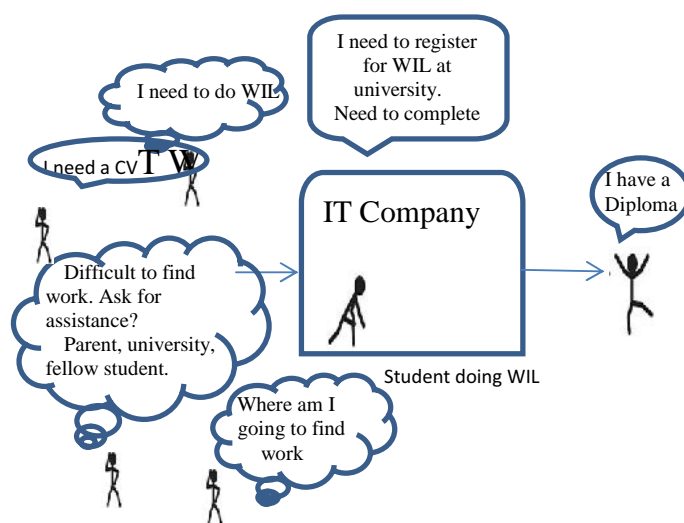 I need to do WIL
I need to register
for WIL at
university.
Need to complete
I need a CV T W
IT Company
I have a
Diploma
Difficult to find
work. Ask for
assistance?
Parent, university,
fellow student.
Student doing WIL
Where am I
going to find
work